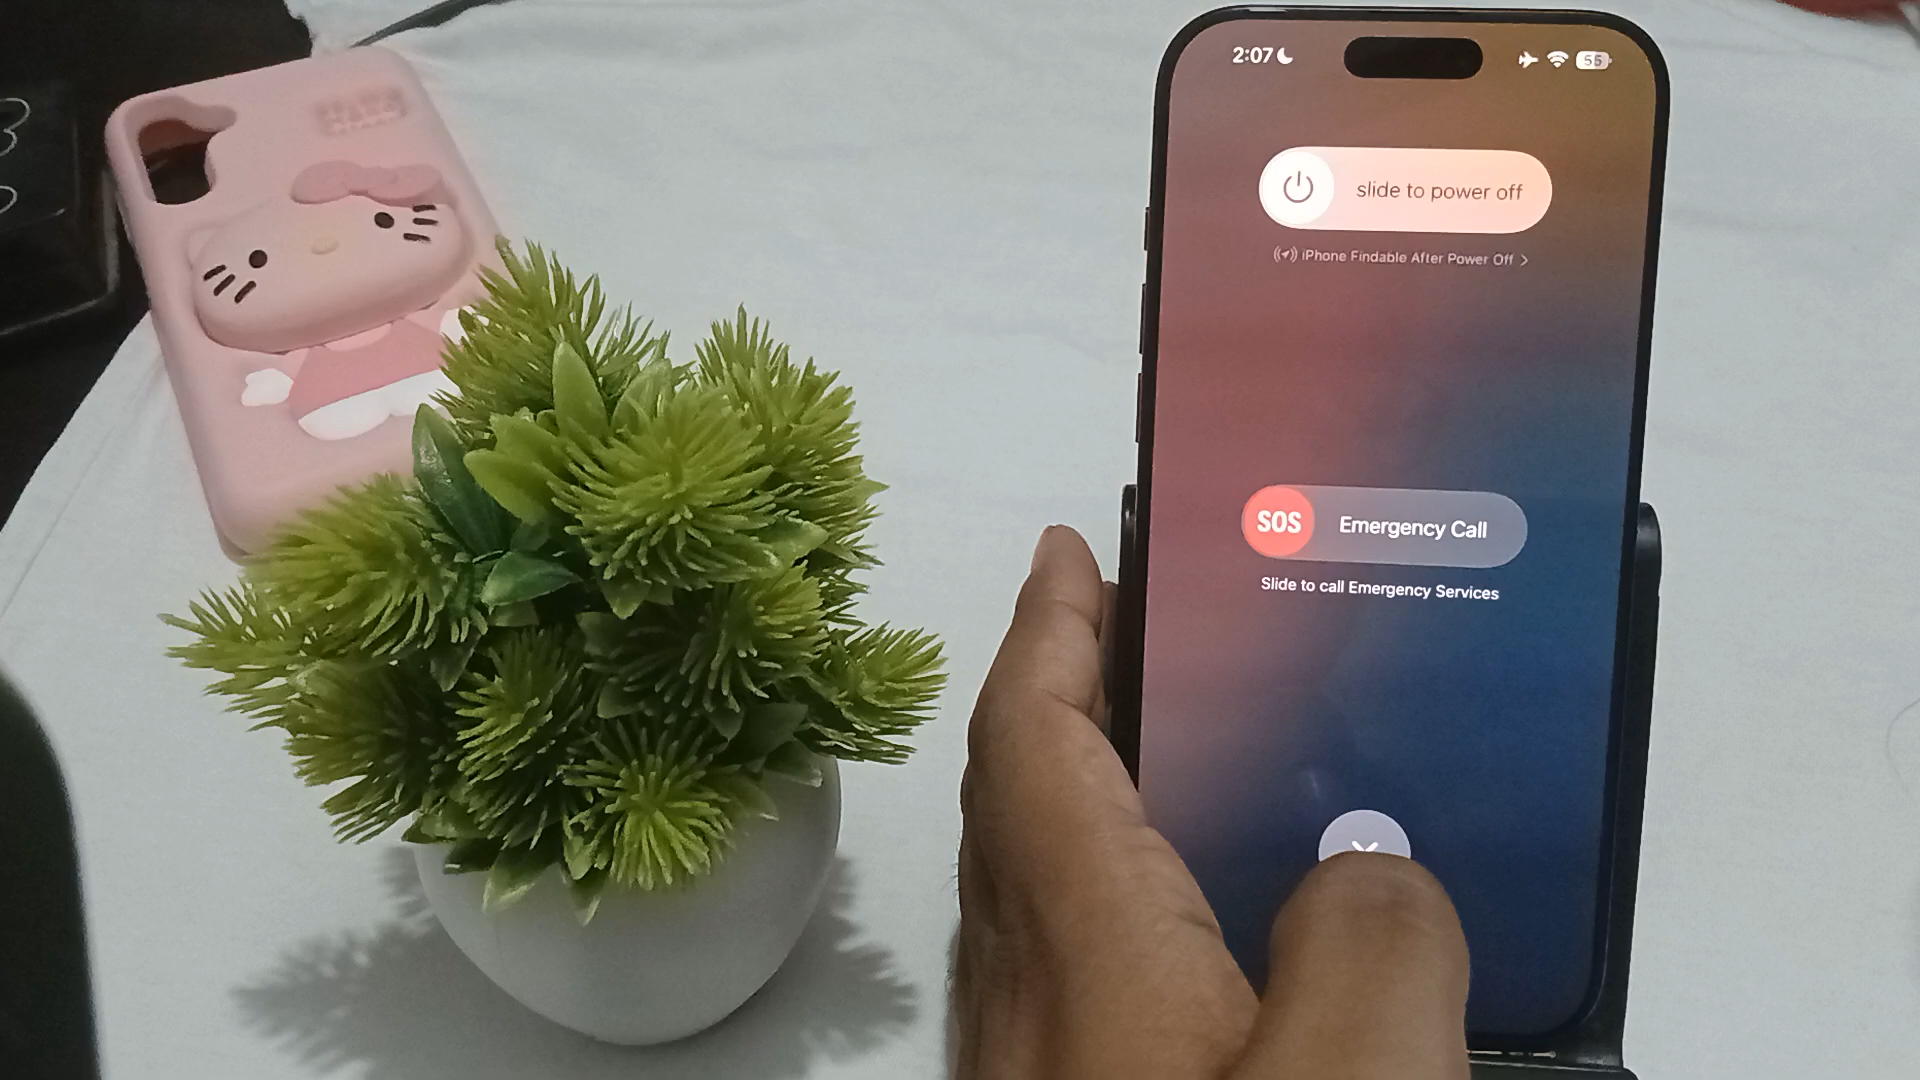 2:07
55
slide to power off
iPhone Findable After Power Off
SOS Emergency Call
Slide to call Emergency Services